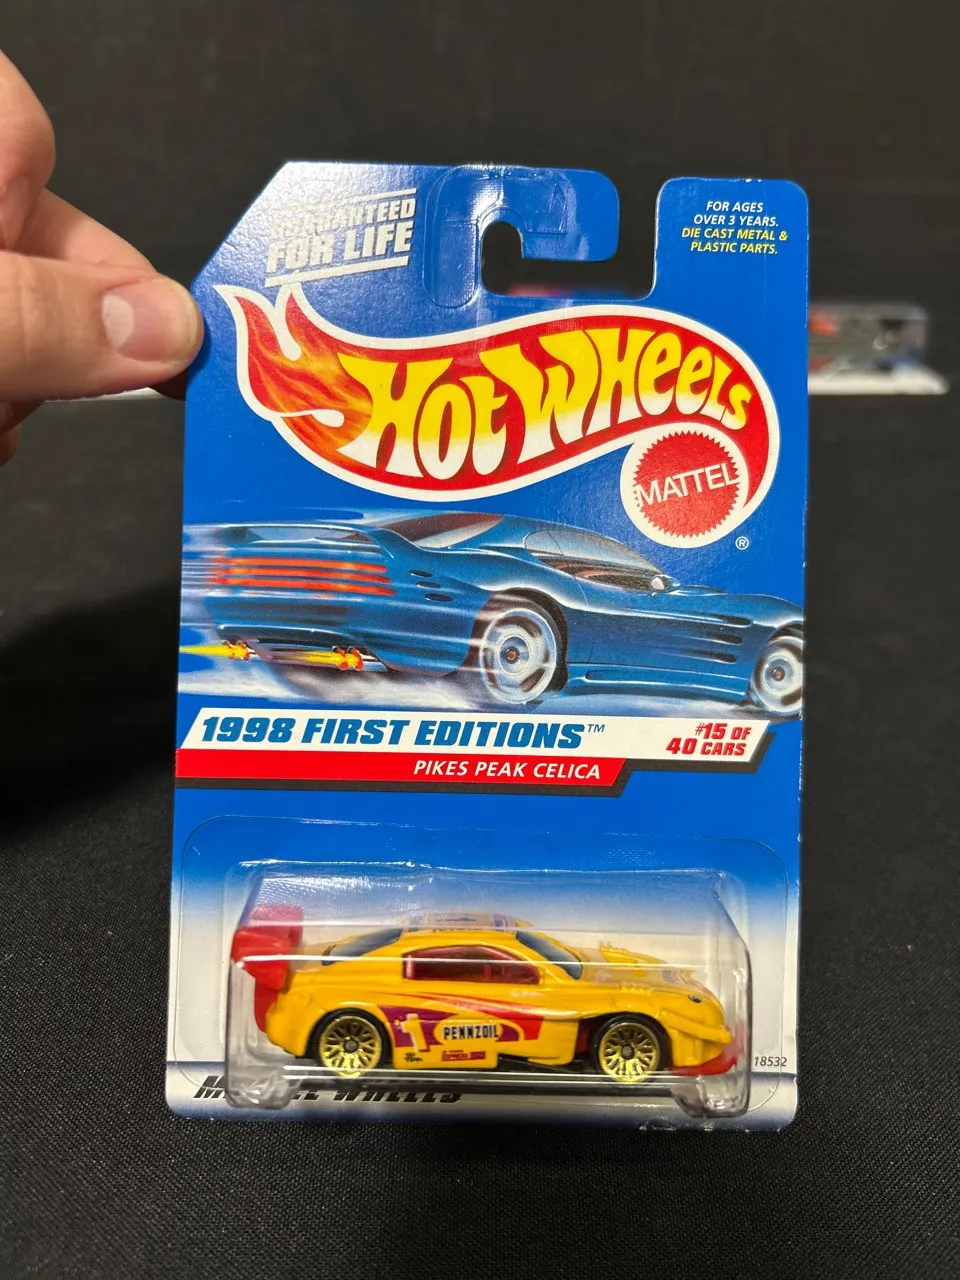 GUARANTEED
FOR LIFE
FOR AGES
OVER 3 YEARS.
DIE CAST METAL &
PLASTIC PARTS.
HOT WHEELS
MATTEL
®
1998 FIRST EDITIONS™
#15 OF
40 CARS
PIKES PEAK CELICA
1
PENNZOIL
18532
WHEELS